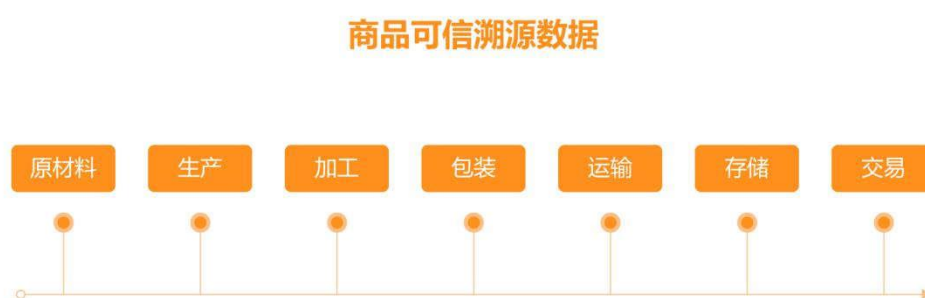 商品可信溯源数据
原材料 生产 加工 包装 运输 存储 交易